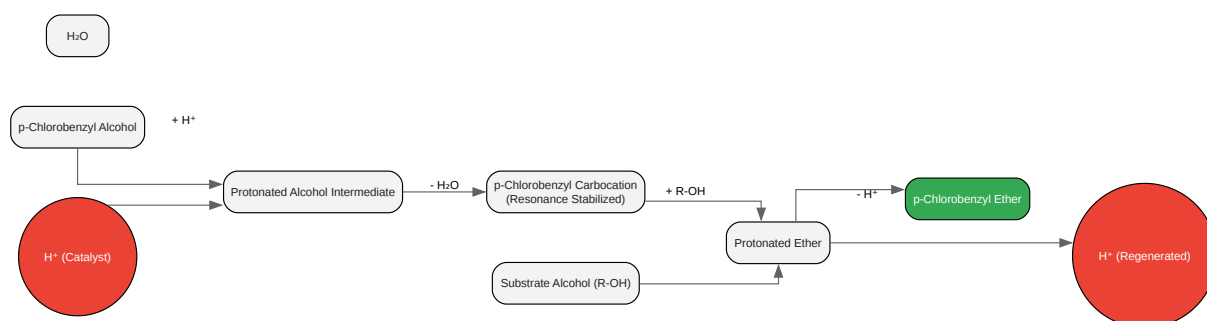 H₂O
p-Chlorobenzyl Alcohol
+ H⁺
Protonated Alcohol Intermediate
- H₂O
p-Chlorobenzyl Carbocation
(Resonance Stabilized)
+ R-OH
- H⁺
p-Chlorobenzyl Ether
Protonated Ether
H⁺ (Catalyst)
H⁺ (Regenerated)
Substrate Alcohol (R-OH)